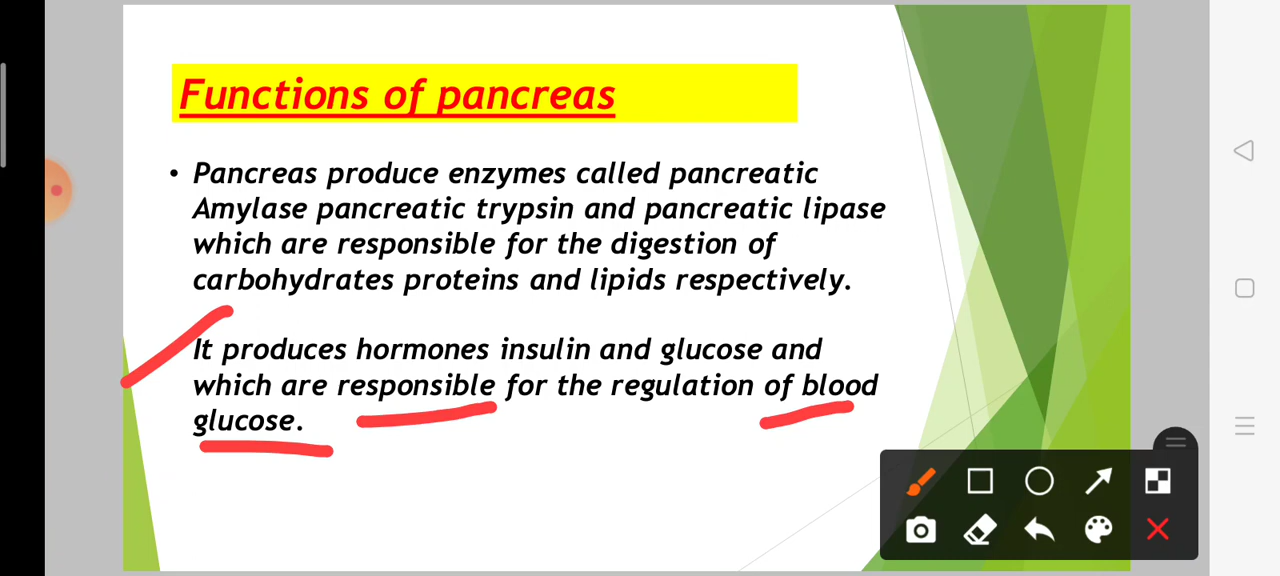 Functions of pancreas
• Pancreas produce enzymes called pancreatic
Amylase pancreatic trypsin and pancreatic lipase
which are responsible for the digestion of
carbohydrates proteins and lipids respectively.
It produces hormones insulin and glucose and
which are responsible for the regulation of blood
glucose.